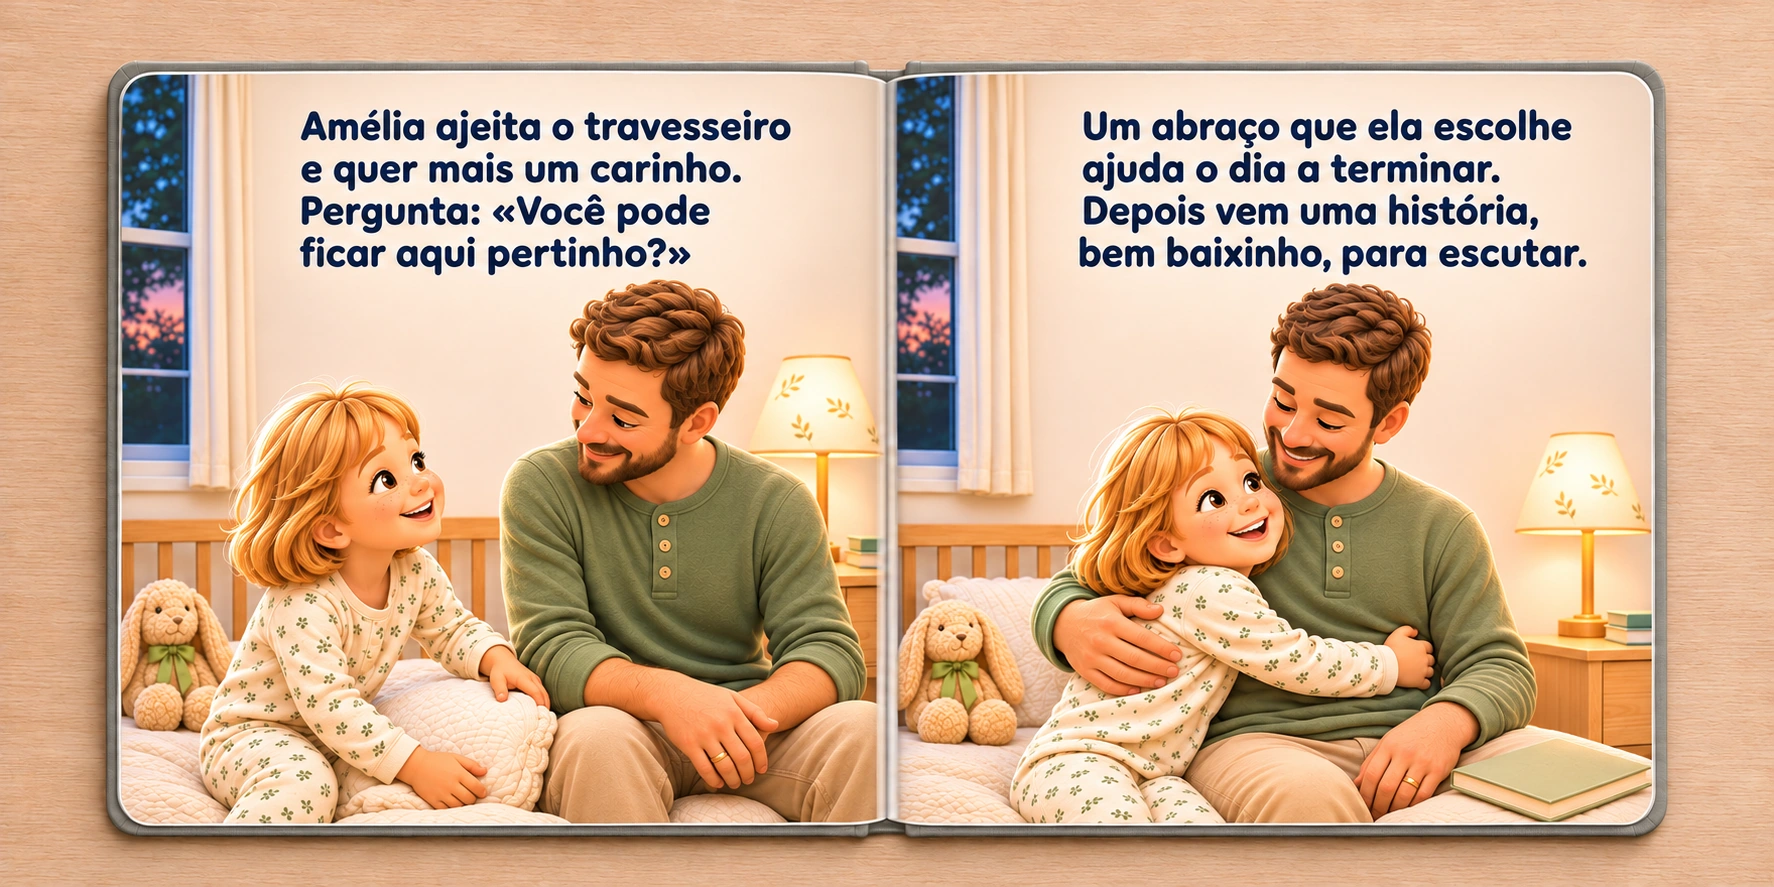 Amélia ajeita o travesseiro
e quer mais um carinho.
Pergunta: «Você pode
ficar aqui pertinho?»
Um abraço que ela escolhe
ajuda o dia a terminar.
Depois vem uma história,
bem baixinho, para escutar.